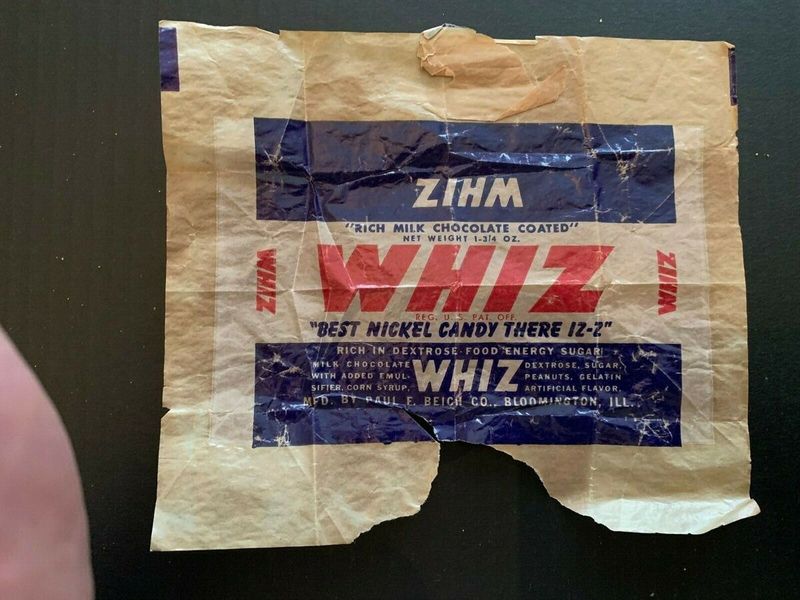 WHIZ
"RICH MILK CHOCOLATE COATED"
NET WEIGHT 1-3/4 OZ.
WHIZ
WHIZ
WHIZ
REG. U. S. PAT. OFF.
"BEST NICKEL CANDY THERE IZ-Z"
RICH IN DEXTROSE-FOOD ENERGY SUGAR
MILK CHOCOLATE
WITH ADDED EMUL-
SIFIER, CORN SYRUP,
WHIZ
DEXTROSE, SUGAR,
PEANUTS, GELATIN
ARTIFICIAL FLAVOR.
MFD. BY PAUL F. BEICH CO., BLOOMINGTON, ILL.